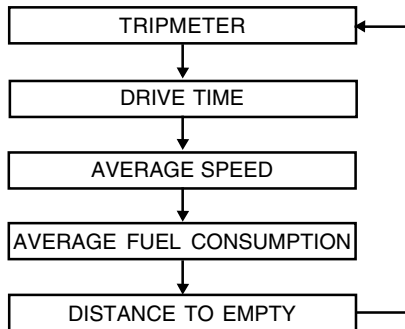 TRIPMETER
DRIVE TIME
AVERAGE SPEED
AVERAGE FUEL CONSUMPTION
DISTANCE TO EMPTY